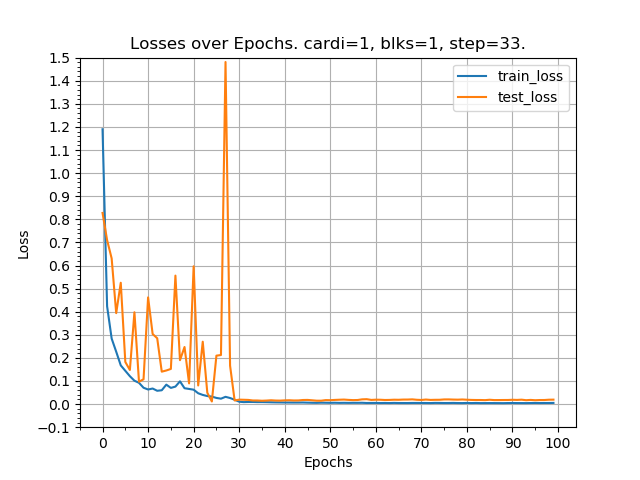 Losses over Epochs. cardi=1, blks=1, step=33.
train_loss
test_loss
Loss
1.5
1.4
1.3
1.2
1.1
1.0
0.9
0.8
0.7
0.6
0.5
0.4
0.3
0.2
0.1
0.0
−0.1
0 10 20 30 40 50 60 70 80 90 100
Epochs